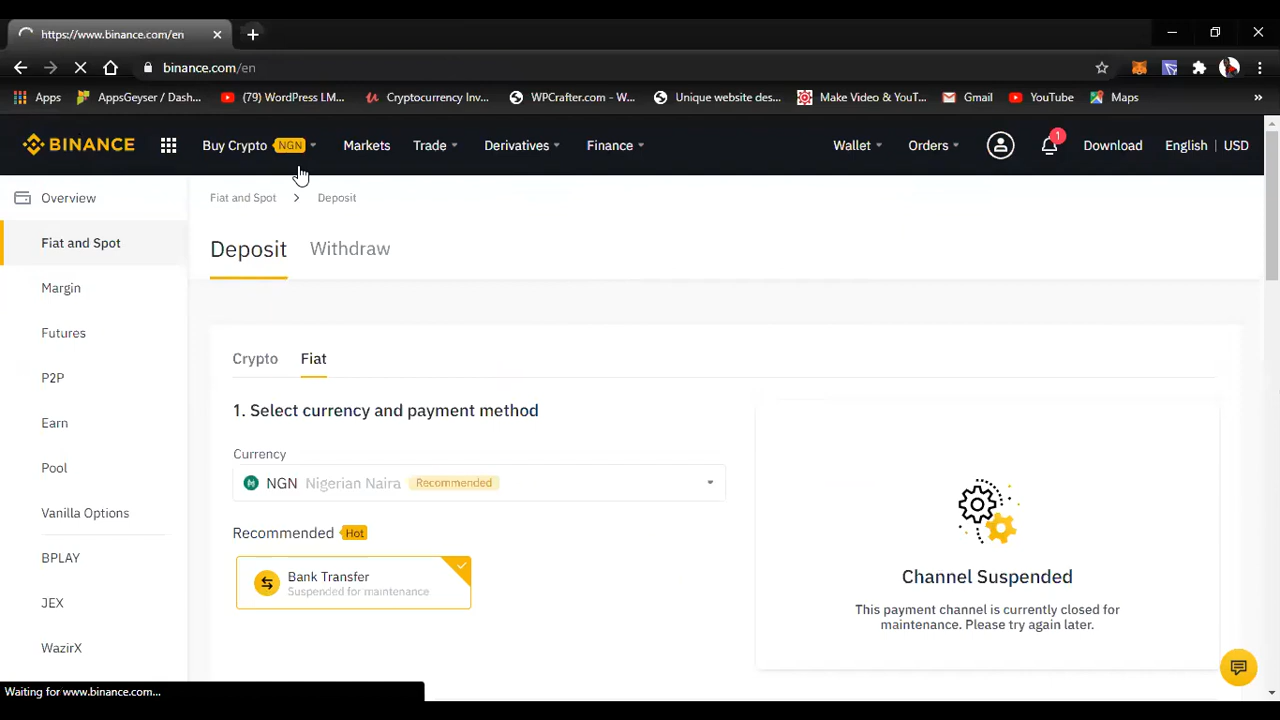 https://www.binance.com/en
binance.com/en
Apps AppsGeyser / Dash... (79) WordPress LM... Cryptocurrency Inv... WPCrafter.com - W... Unique website des... Make Video & YouT... Gmail YouTube Maps »
BINANCE Buy Crypto NGN Markets Trade Derivatives Finance Wallet Orders 1 Download English | USD
Overview
Fiat and Spot
Margin
Futures
P2P
Earn
Pool
Vanilla Options
BPLAY
JEX
WazirX
Fiat and Spot > Deposit
Deposit Withdraw
Crypto Fiat
1. Select currency and payment method
Currency
NGN Nigerian Naira Recommended
Recommended Hot
Bank Transfer
Suspended for maintenance
Channel Suspended
This payment channel is currently closed for
maintenance. Please try again later.
Waiting for www.binance.com...